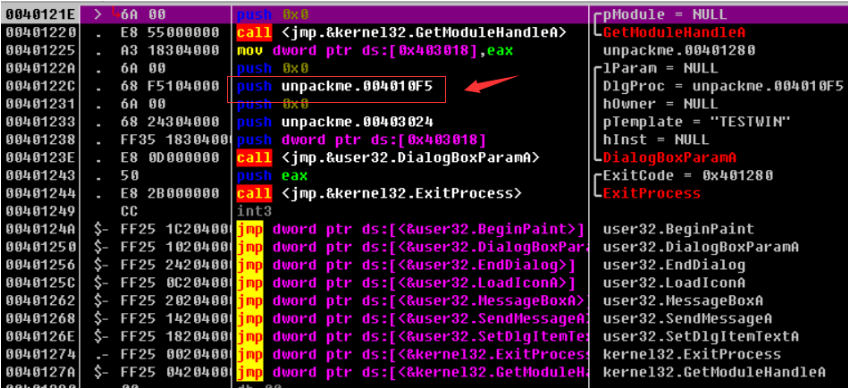 0040121E > 6A 00 push 0x0 pModule = NULL
00401220 . E8 55000000 call <jmp.&kernel32.GetModuleHandleA> GetModuleHandleA
00401225 . A3 18304000 mov dword ptr ds:[0x403018],eax unpackme.00401280
0040122A . 6A 00 push 0x0 lParam = NULL
0040122C . 68 F5104000 push unpackme.004010F5 DlgProc = unpackme.004010F5
00401231 . 6A 00 push 0x0 hOwner = NULL
00401233 . 68 24304000 push unpackme.00403024 pTemplate = "TESTWIN"
00401238 . FF35 1830400 push dword ptr ds:[0x403018] hInst = NULL
0040123E . E8 0D000000 call <jmp.&user32.DialogBoxParamA> DialogBoxParamA
00401243 . 50 push eax ExitCode = 0x401280
00401244 . E8 2B000000 call <jmp.&kernel32.ExitProcess> ExitProcess
00401249 CC int3
0040124A $- FF25 1C20400 jmp dword ptr ds:[<&user32.BeginPaint>] user32.BeginPaint
00401250 $- FF25 1020400 jmp dword ptr ds:[<&user32.DialogBoxPara user32.DialogBoxParamA
00401256 $- FF25 2420400 jmp dword ptr ds:[<&user32.EndDialog>] user32.EndDialog
0040125C $- FF25 0C20400 jmp dword ptr ds:[<&user32.LoadIconA>] user32.LoadIconA
00401262 $- FF25 2020400 jmp dword ptr ds:[<&user32.MessageBoxA>] user32.MessageBoxA
00401268 $- FF25 1420400 jmp dword ptr ds:[<&user32.SendMessageA> user32.SendMessageA
0040126E $- FF25 1820400 jmp dword ptr ds:[<&user32.SetDlgItemTex user32.SetDlgItemTextA
00401274 .- FF25 0020400 jmp dword ptr ds:[<&kernel32.ExitProces kernel32.ExitProcess
0040127A $- FF25 0420400 jmp dword ptr ds:[<&kernel32.GetModuleH kernel32.GetModuleHandleA